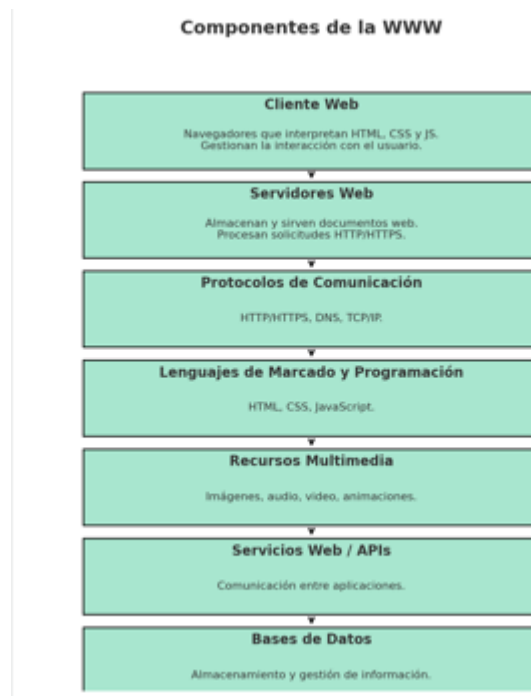 Componentes de la WWW
Cliente Web
Navegadores que interpretan HTML, CSS y JS.
Gestionan la interacción con el usuario.
Servidores Web
Almacenan y sirven documentos web.
Procesan solicitudes HTTP/HTTPS.
Protocolos de Comunicación
HTTP/HTTPS, DNS, TCP/IP.
Lenguajes de Marcado y Programación
HTML, CSS, JavaScript.
Recursos Multimedia
Imágenes, audio, video, animaciones.
Servicios Web / APIs
Comunicación entre aplicaciones.
Bases de Datos
Almacenamiento y gestión de información.